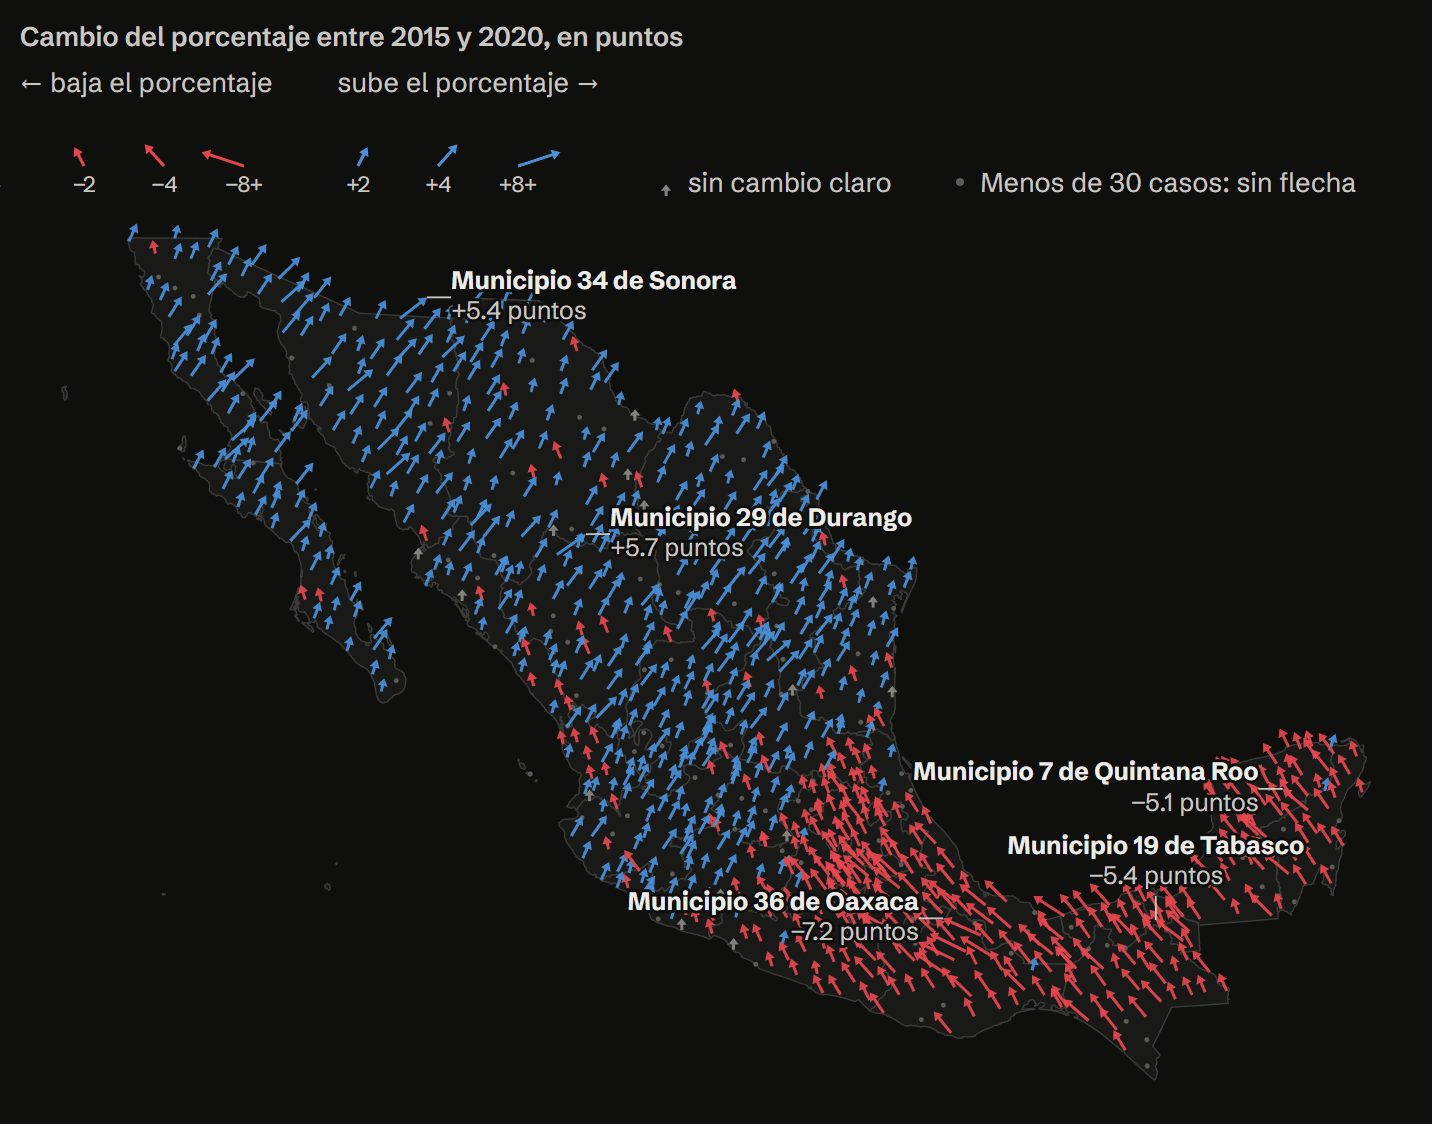 Cambio del porcentaje entre 2015 y 2020, en puntos
← baja el porcentaje sube el porcentaje →
−2 −4 −8+ +2 +4 +8+ sin cambio claro Menos de 30 casos: sin flecha
Municipio 34 de Sonora
+5.4 puntos
Municipio 29 de Durango
+5.7 puntos
Municipio 7 de Quintana Roo
−5.1 puntos
Municipio 19 de Tabasco
−5.4 puntos
Municipio 36 de Oaxaca
−7.2 puntos